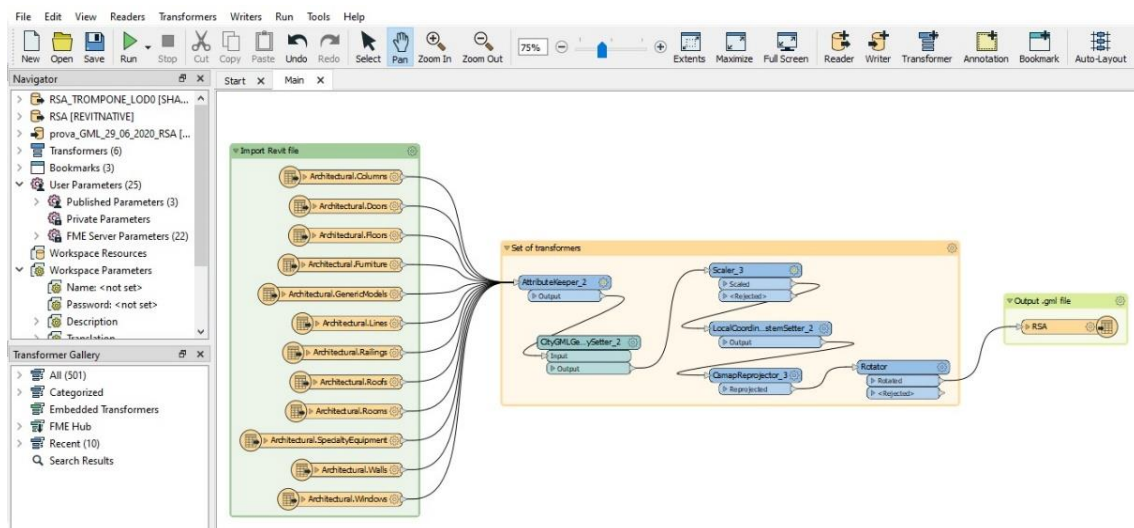 File Edit View Readers Transformers Writers Run Tools Help
New Open Save Run Stop Cut Copy Paste Undo Redo Select Pan Zoom In Zoom Out 75% Extents Maximize Full Screen Reader Writer Transformer Annotation Bookmark Auto-Layout
Navigator
Start Main
RSA_TROMPONE_LOD0 [SHA...
RSA [REVITNATIVE]
prova_GML_29_06_2020_RSA [...
Transformers (6)
Bookmarks (3)
User Parameters (25)
Published Parameters (3)
Private Parameters
FME Server Parameters (22)
Workspace Resources
Workspace Parameters
Name: <not set>
Password: <not set>
Description
Translation
Transformer Gallery
All (501)
Categorized
Embedded Transformers
FME Hub
Recent (10)
Search Results
Import Revit file
Architectural.Columns
Architectural.Doors
Architectural.Floors
Architectural.Furniture
Architectural.GenericModels
Architectural.Lines
Architectural.Railings
Architectural.Roofs
Architectural.Rooms
Architectural.SpecialtyEquipment
Architectural.Walls
Architectural.Windows
Set of transformers
AttributeKeeper_2
Output
CityGMLGe...ySetter_2
Input
Output
Scaler_3
Scaled
<Rejected>
LocalCoordin...stemSetter_2
Output
CsmapReprojector_3
Reprojected
Rotator
Rotated
<Rejected>
Output .gml file
RSA